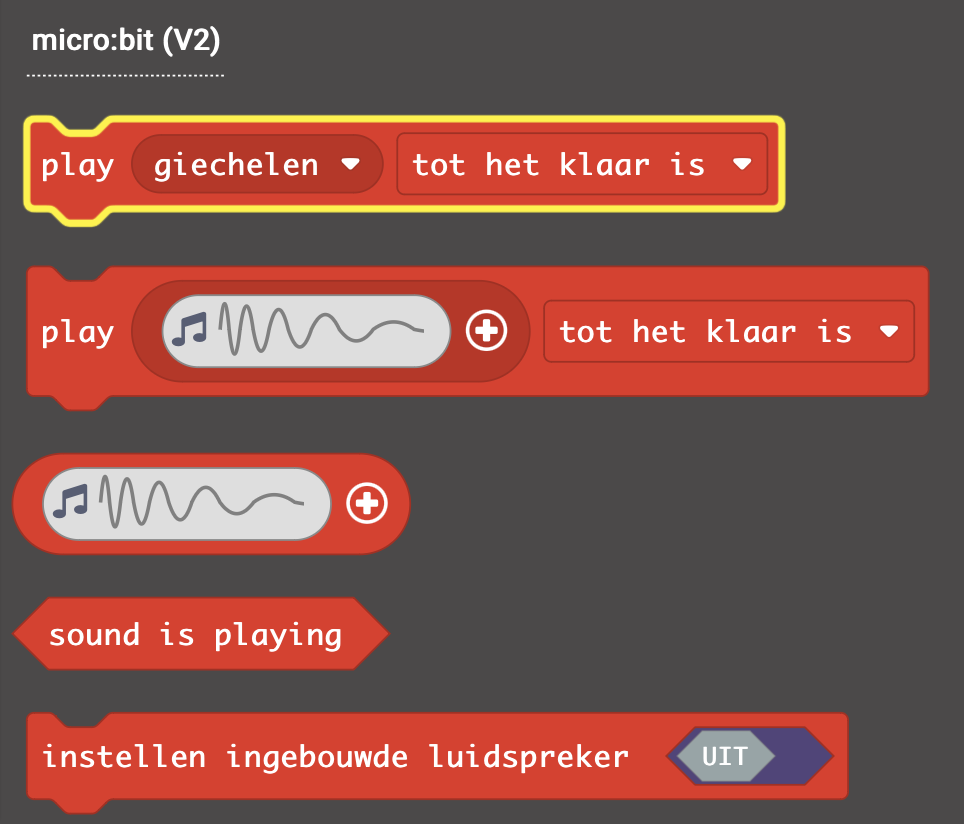 micro:bit (V2)
play giechelen tot het klaar is
play tot het klaar is
sound is playing
instellen ingebouwde luidspreker UIT